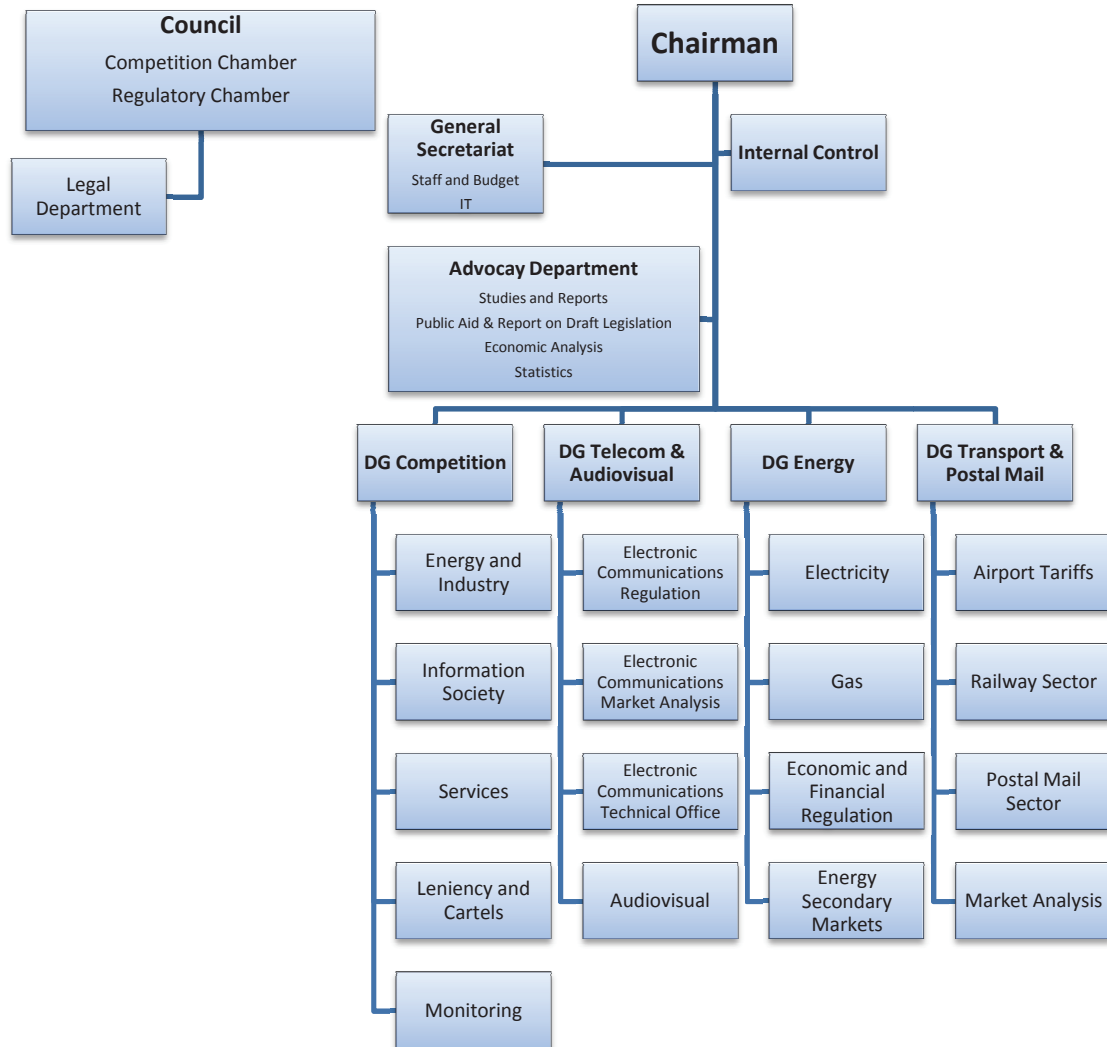 Council
Competition Chamber
Regulatory Chamber
Legal
Department
Chairman
General
Secretariat
Staff and Budget
IT
Internal Control
Advocay Department
Studies and Reports
Public Aid & Report on Draft Legislation
Economic Analysis
Statistics
DG Competition
Energy and
Industry
Information
Society
Services
Leniency and
Cartels
Monitoring
DG Telecom &
Audiovisual
Electronic
Communications
Regulation
Electronic
Communications
Market Analysis
Electronic
Communications
Technical Office
Audiovisual
DG Energy
Electricity
Gas
Economic and
Financial
Regulation
Energy
Secondary
Markets
DG Transport &
Postal Mail
Airport Tariffs
Railway Sector
Postal Mail
Sector
Market Analysis